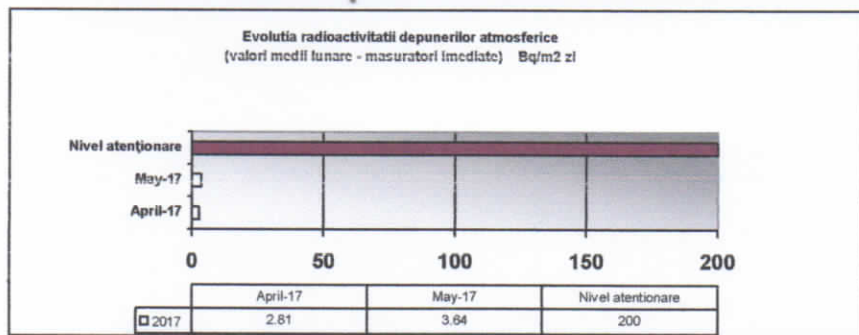 Evolutia radioactivitatii depunerilor atmosferice
(valori medii lunare - masuratori imediate) Bq/m2 zi
Nivel atenționare
May-17
April-17
0 50 100 150 200
April-17 May-17 Nivel atentionare
2017 2.81 3.64 200